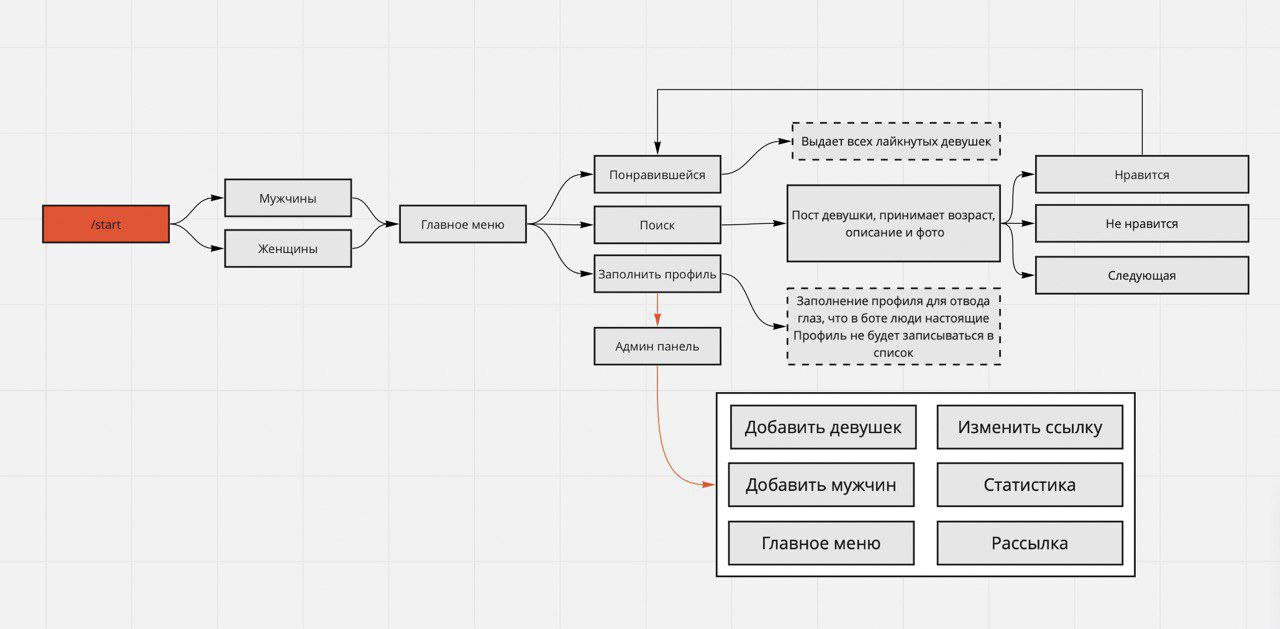 /start
Мужчины
Женщины
Главное меню
Понравившейся
Поиск
Заполнить профиль
Админ панель
Выдает всех лайкнутых девушек
Пост девушки, принимает возраст,
описание и фото
Заполнение профиля для отвода
глаз, что в боте люди настоящие
Профиль не будет записываться в
список
Нравится
Не нравится
Следующая
Добавить девушек
Изменить ссылку
Добавить мужчин
Статистика
Главное меню
Рассылка